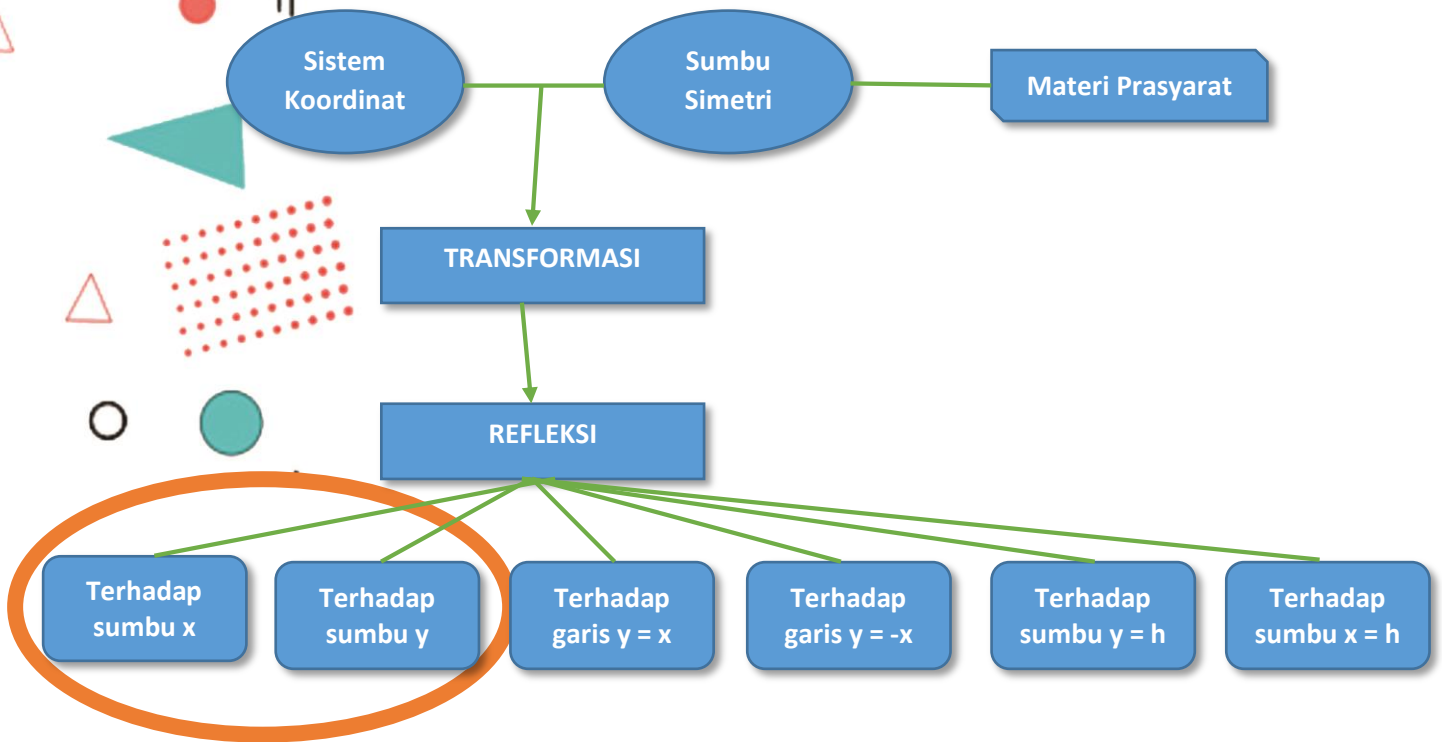 Sistem
Koordinat
Sumbu
Simetri
Materi Prasyarat
TRANSFORMASI
REFLEKSI
Terhadap
sumbu x
Terhadap
sumbu y
Terhadap
garis y = x
Terhadap
garis y = -x
Terhadap
sumbu y = h
Terhadap
sumbu x = h